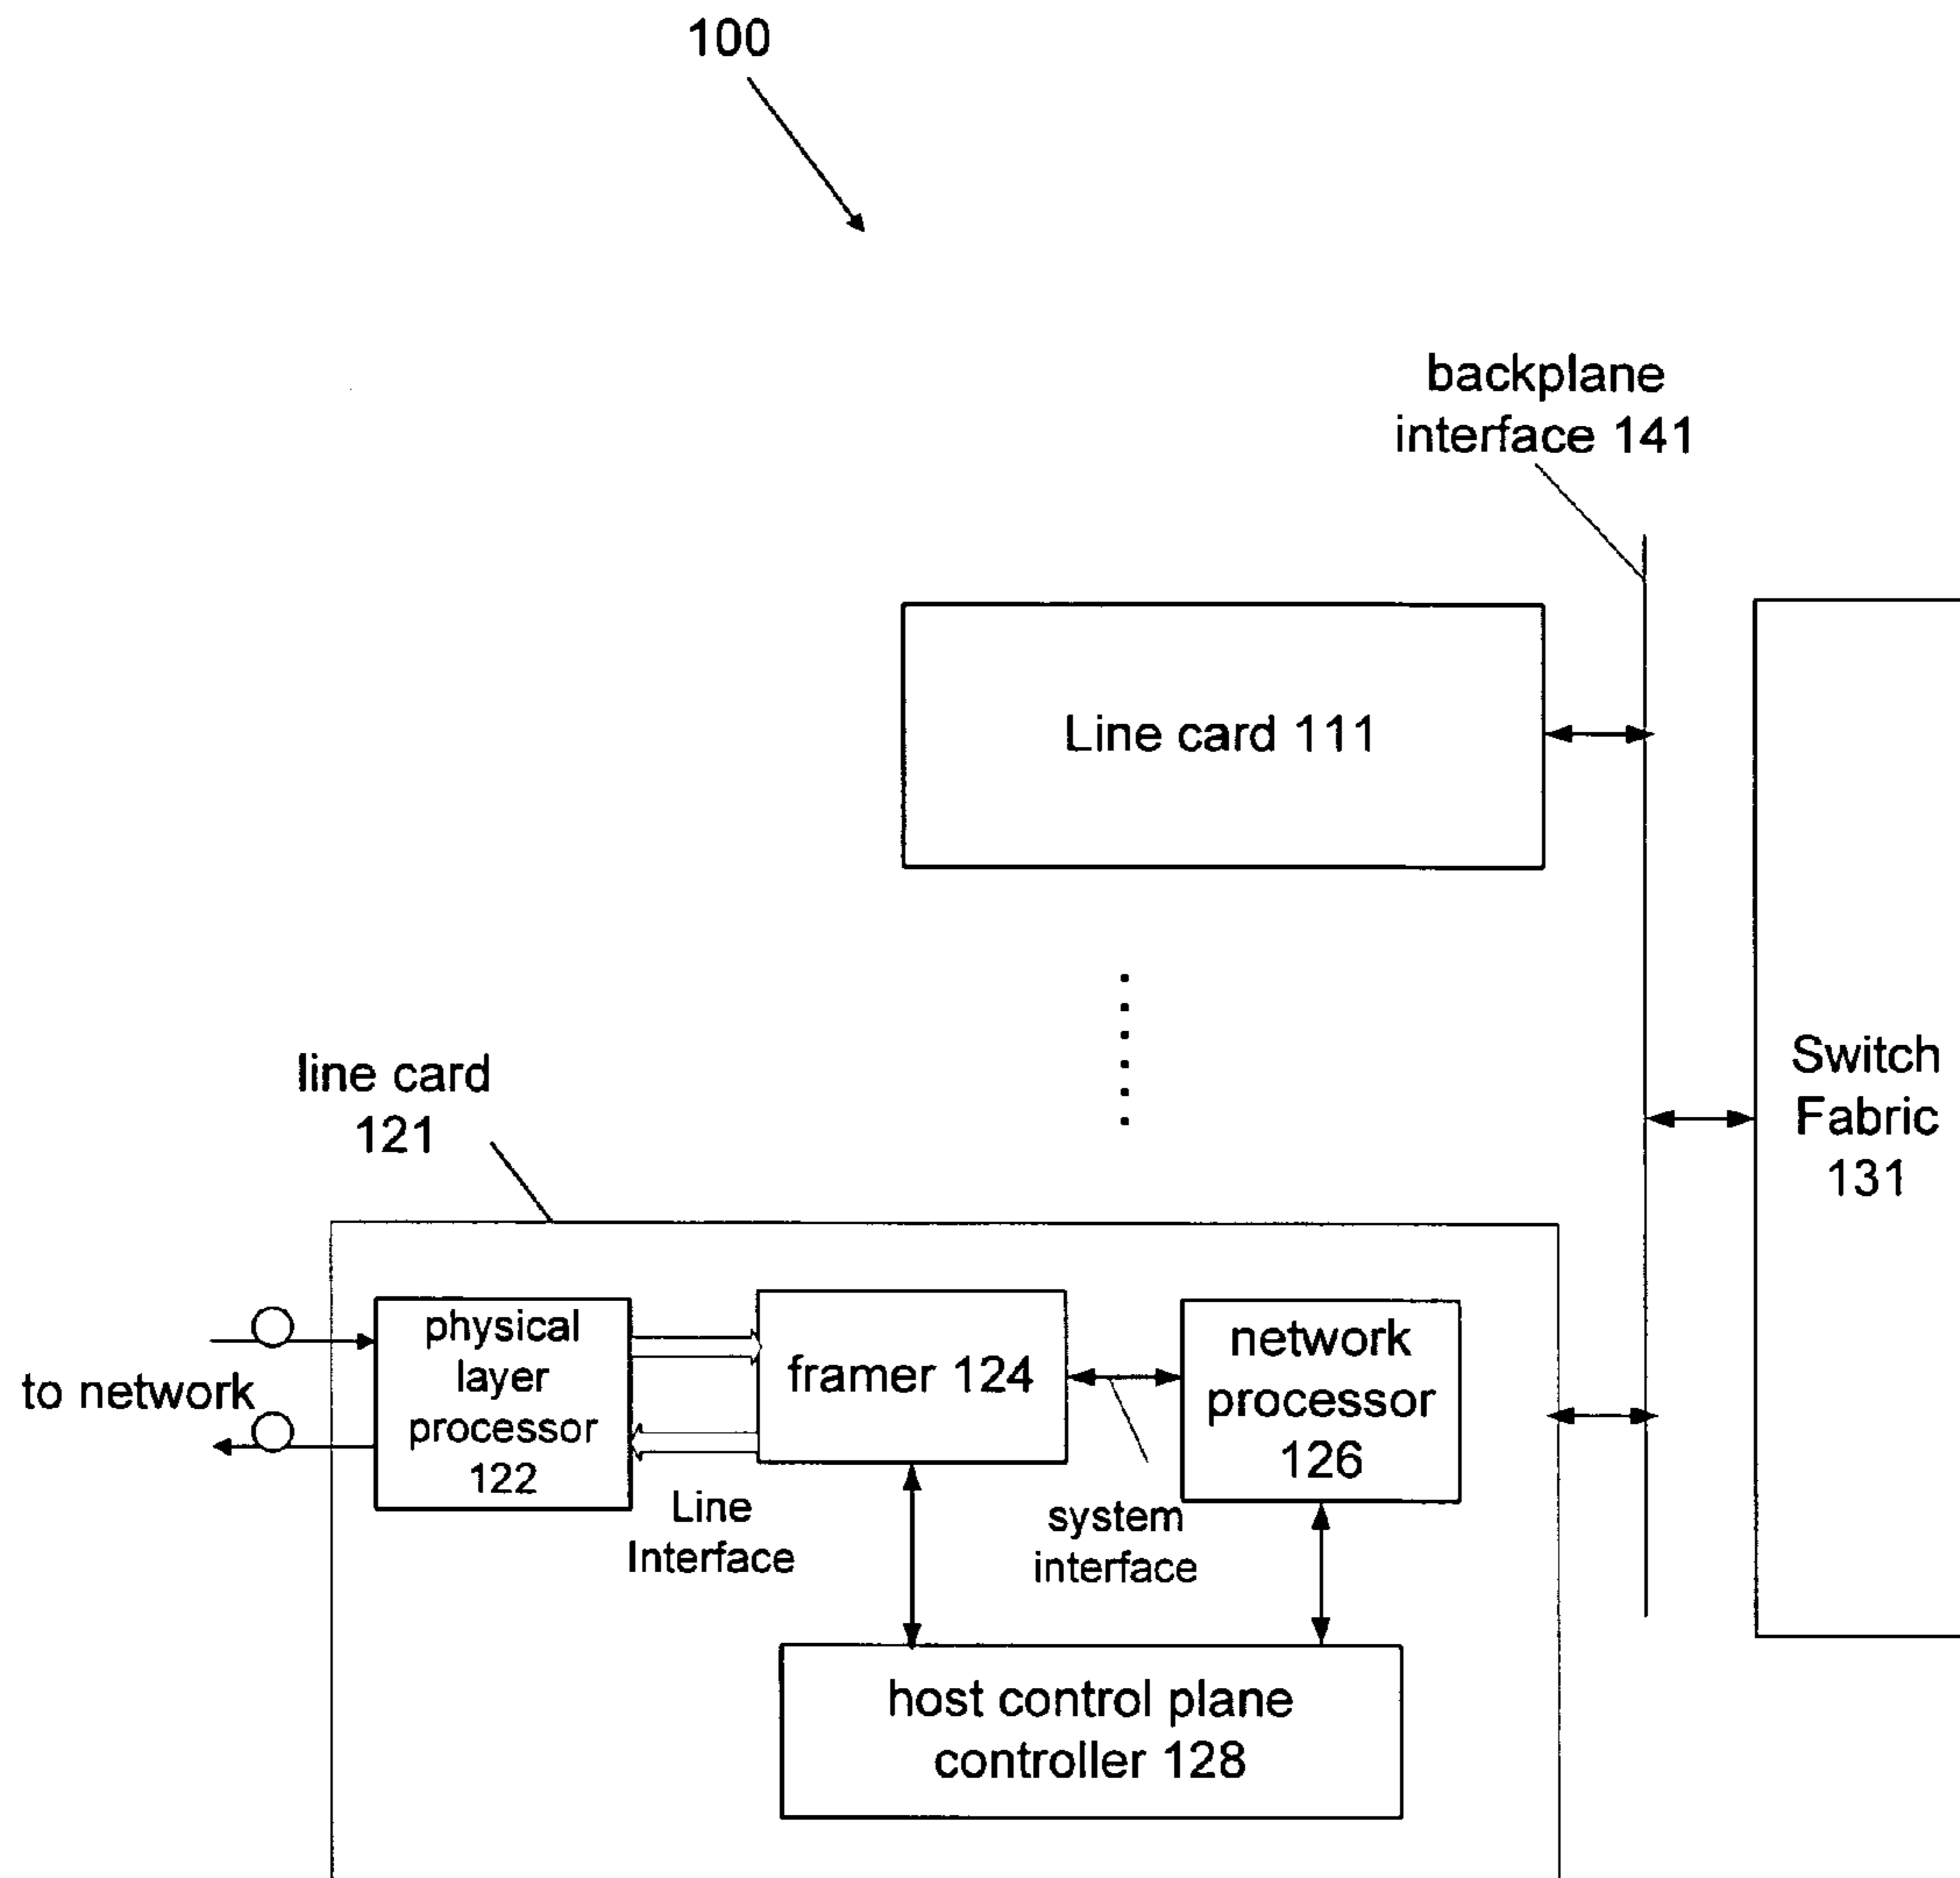 100
backplane
interface 141
Line card 111
Switch
Fabric
131
line card
121
physical
layer
processor
122
framer 124
network
processor
126
to network
Line
Interface
system
interface
host control plane
controller 128